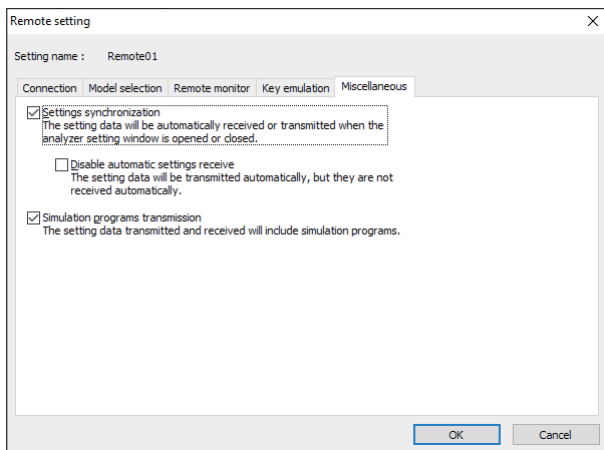 Remote setting
Setting name : Remote01
Connection Model selection Remote monitor Key emulation Miscellaneous
Settings synchronization
The setting data will be automatically received or transmitted when the
analyzer setting window is opened or closed.
Disable automatic settings receive
The setting data will be transmitted automatically, but they are not
received automatically.
Simulation programs transmission
The setting data transmitted and received will include simulation programs.
OK Cancel